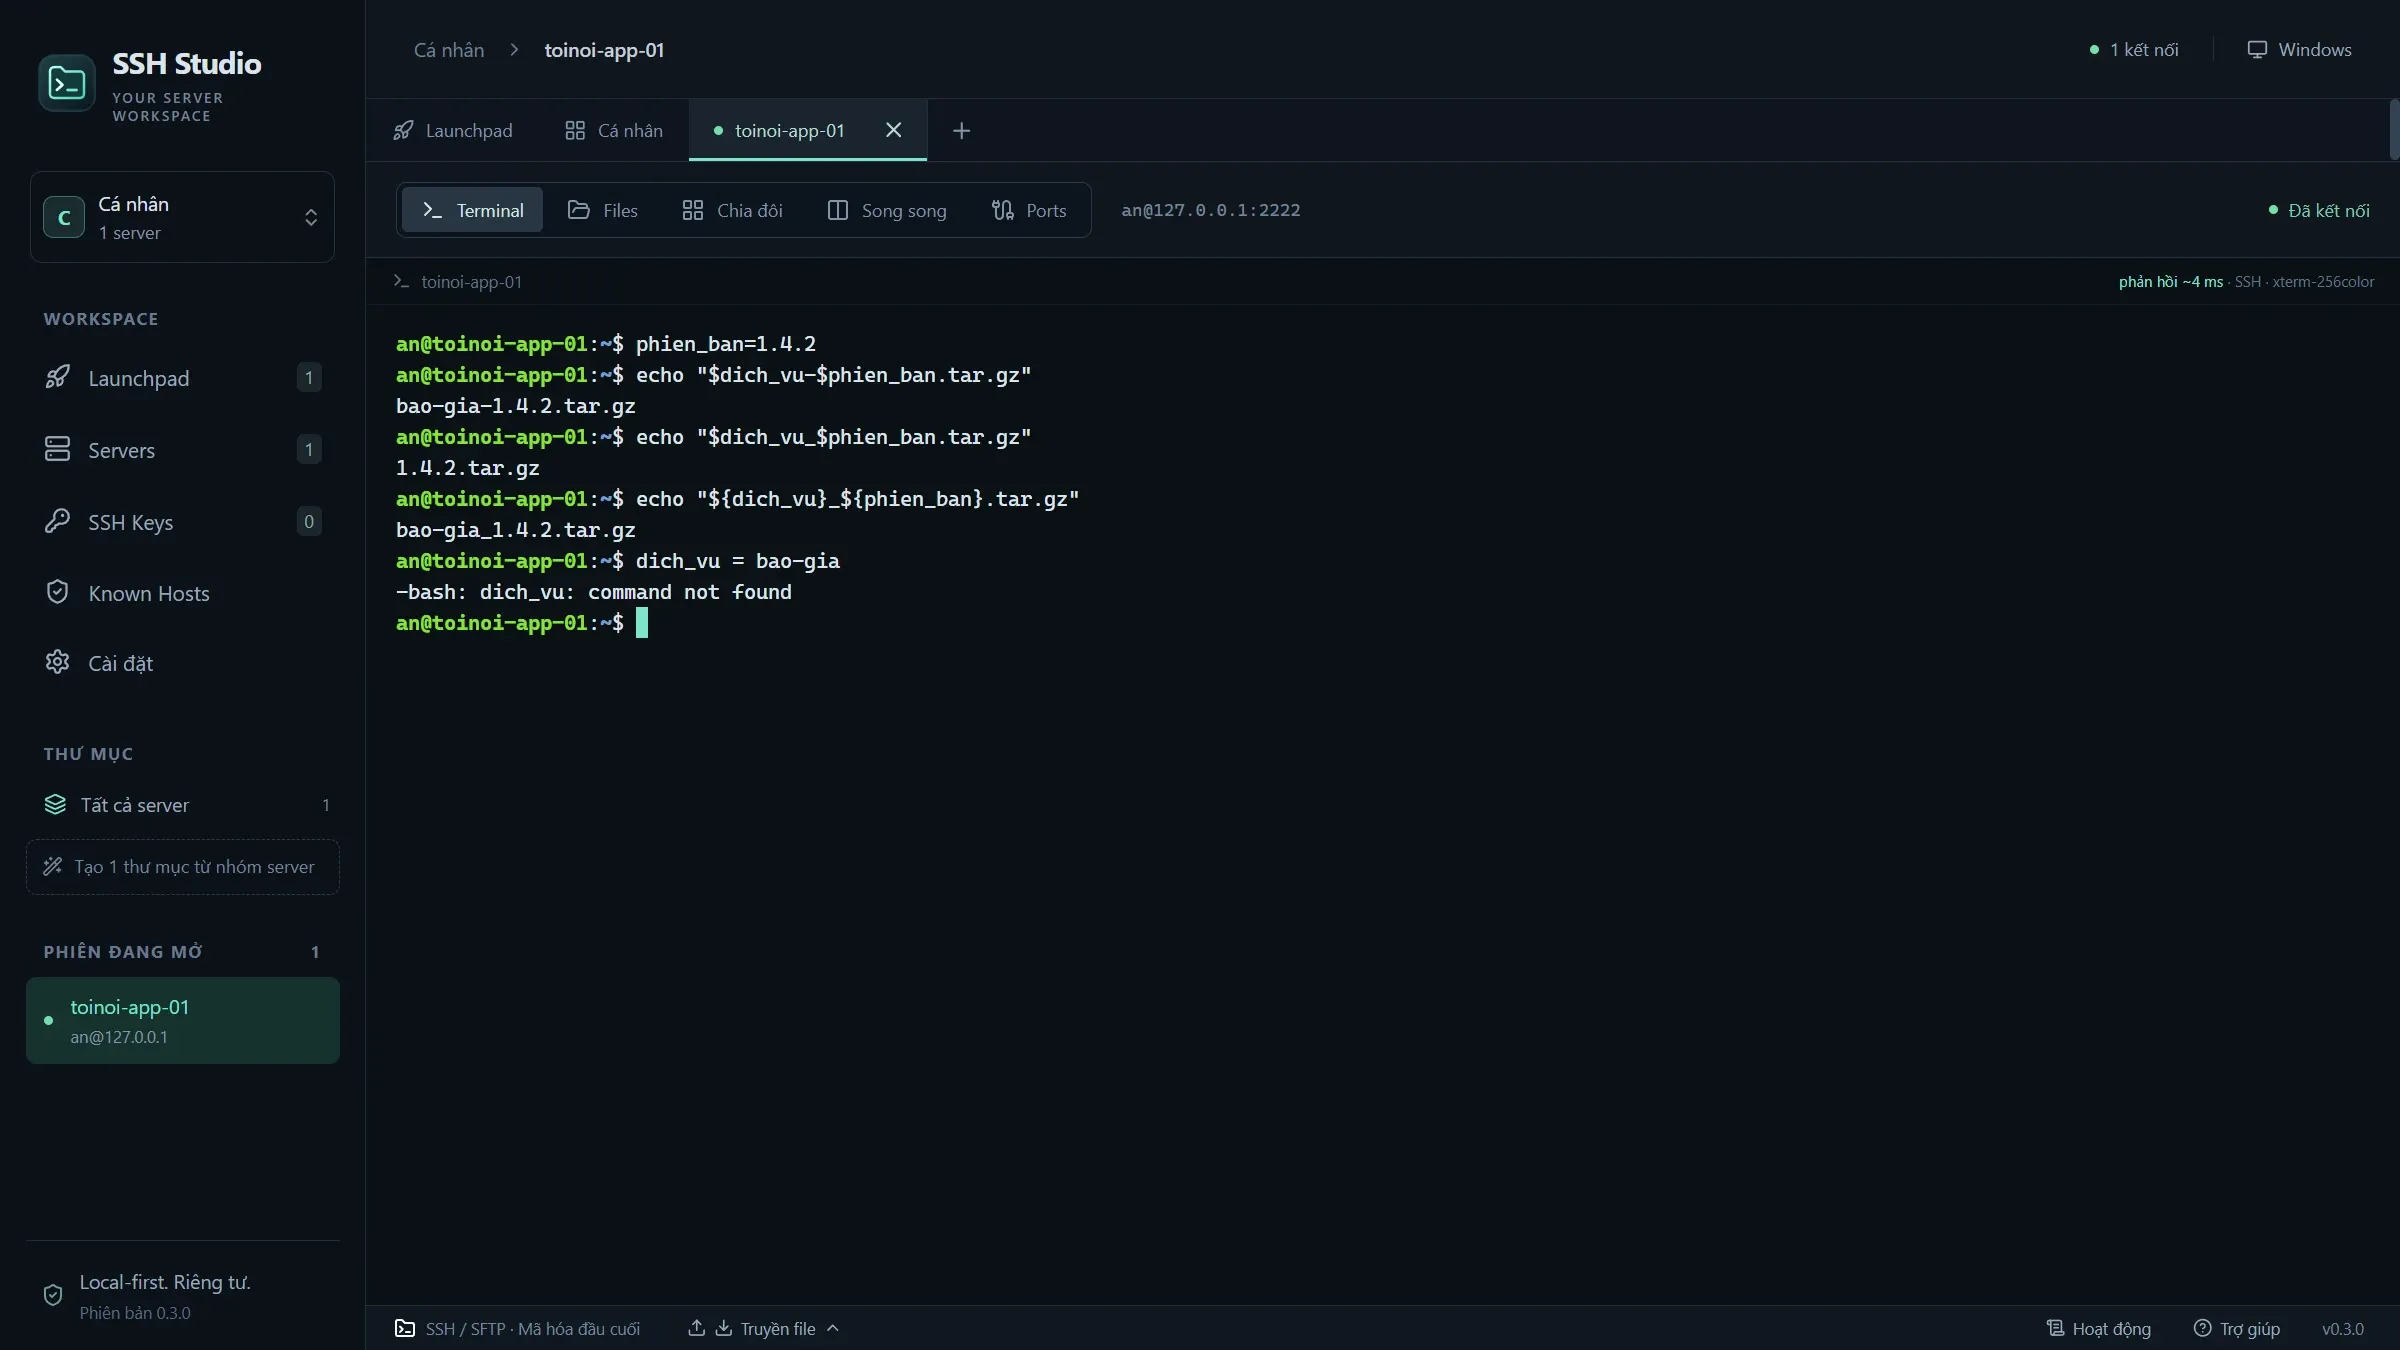 SSH Studio
YOUR SERVER
WORKSPACE
C
Cá nhân
1 server
WORKSPACE
Launchpad 1
Servers 1
SSH Keys 0
Known Hosts
Cài đặt
THƯ MỤC
Tất cả server 1
Tạo 1 thư mục từ nhóm server
PHIÊN ĐANG MỞ 1
toinoi-app-01
an@127.0.0.1
Local-first. Riêng tư.
Phiên bản 0.3.0
Cá nhân > toinoi-app-01
1 kết nối
Windows
Launchpad
Cá nhân
toinoi-app-01
Terminal
Files
Chia đôi
Song song
Ports
an@127.0.0.1:2222
Đã kết nối
toinoi-app-01
phản hồi ~4 ms · SSH · xterm-256color
an@toinoi-app-01:~$ phien_ban=1.4.2
an@toinoi-app-01:~$ echo "$dich_vu-$phien_ban.tar.gz"
bao-gia-1.4.2.tar.gz
an@toinoi-app-01:~$ echo "$dich_vu_$phien_ban.tar.gz"
1.4.2.tar.gz
an@toinoi-app-01:~$ echo "${dich_vu}_${phien_ban}.tar.gz"
bao-gia_1.4.2.tar.gz
an@toinoi-app-01:~$ dich_vu = bao-gia
-bash: dich_vu: command not found
an@toinoi-app-01:~$
SSH / SFTP · Mã hóa đầu cuối
Truyền file
Hoạt động
Trợ giúp
v0.3.0